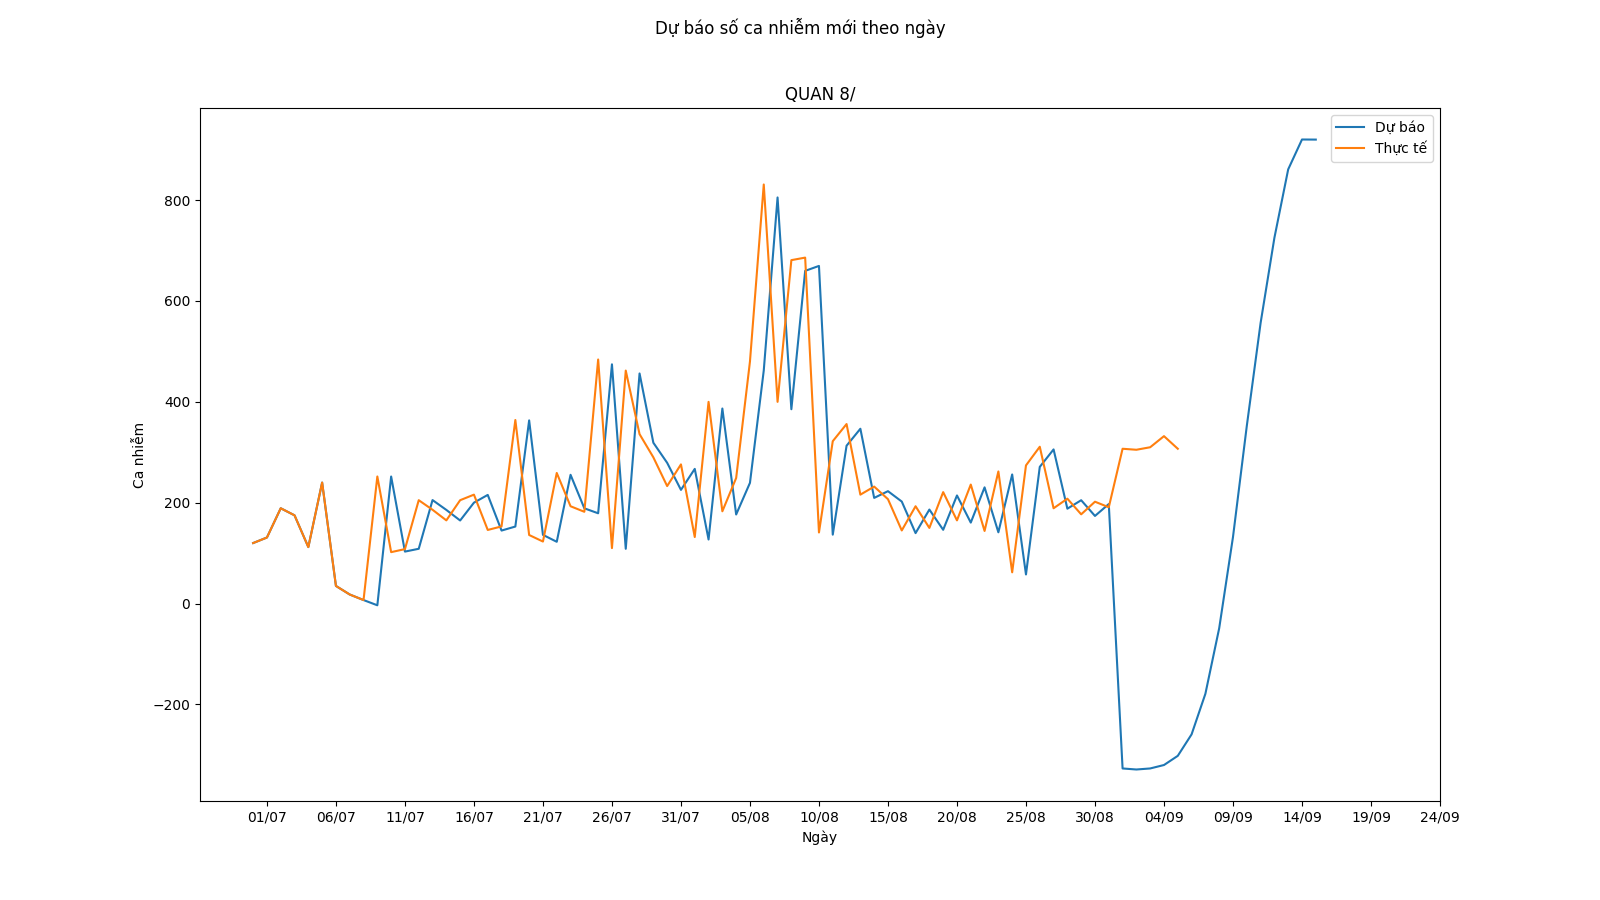 Dự báo số ca nhiễm mới theo ngày
QUAN 8/
Dự báo
Thực tế
800
600
400
200
0
−200
Ca nhiễm
01/07 06/07 11/07 16/07 21/07 26/07 31/07 05/08 10/08 15/08 20/08 25/08 30/08 04/09 09/09 14/09 19/09 24/09
Ngày